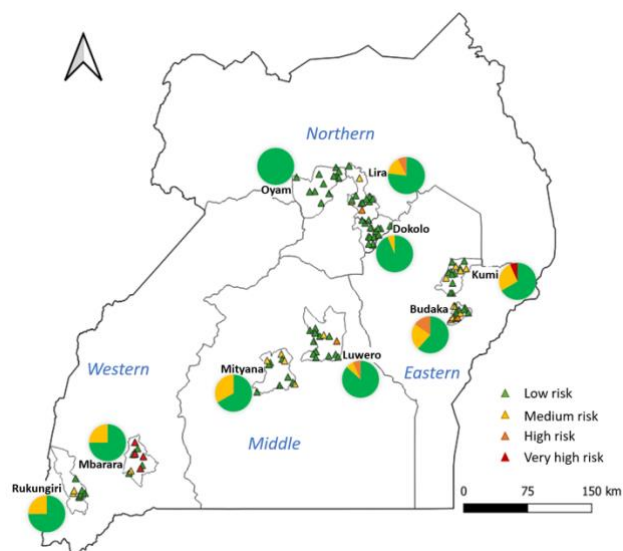 Northern
Lira
Oyam
Dokolo
Kumi
Budaka
Western
Mityana
Luwero
Eastern
Middle
Mbarara
Rukungiri
Low risk
Medium risk
High risk
Very high risk
0 75 150 km